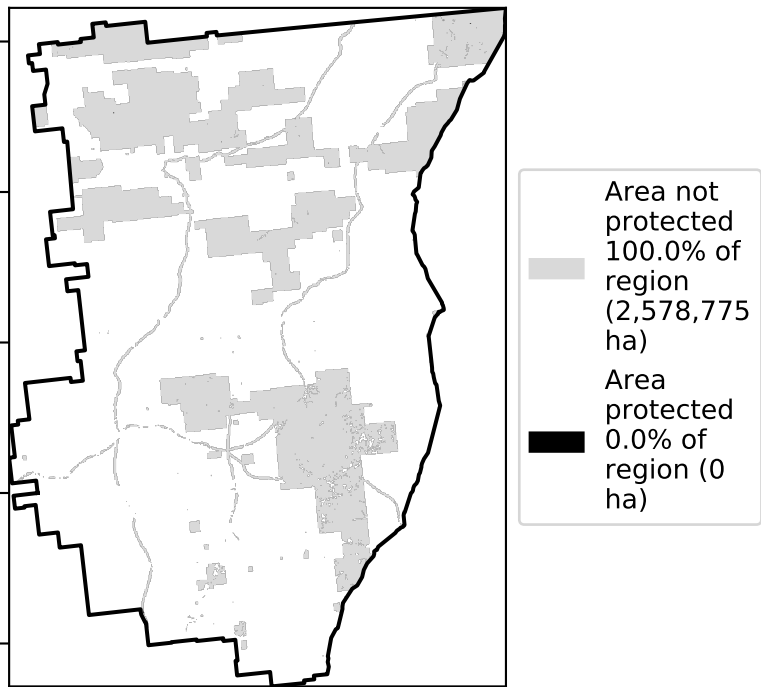 Area not
protected
100.0% of
region
(2,578,775
ha)
Area
protected
0.0% of
region (0
ha)